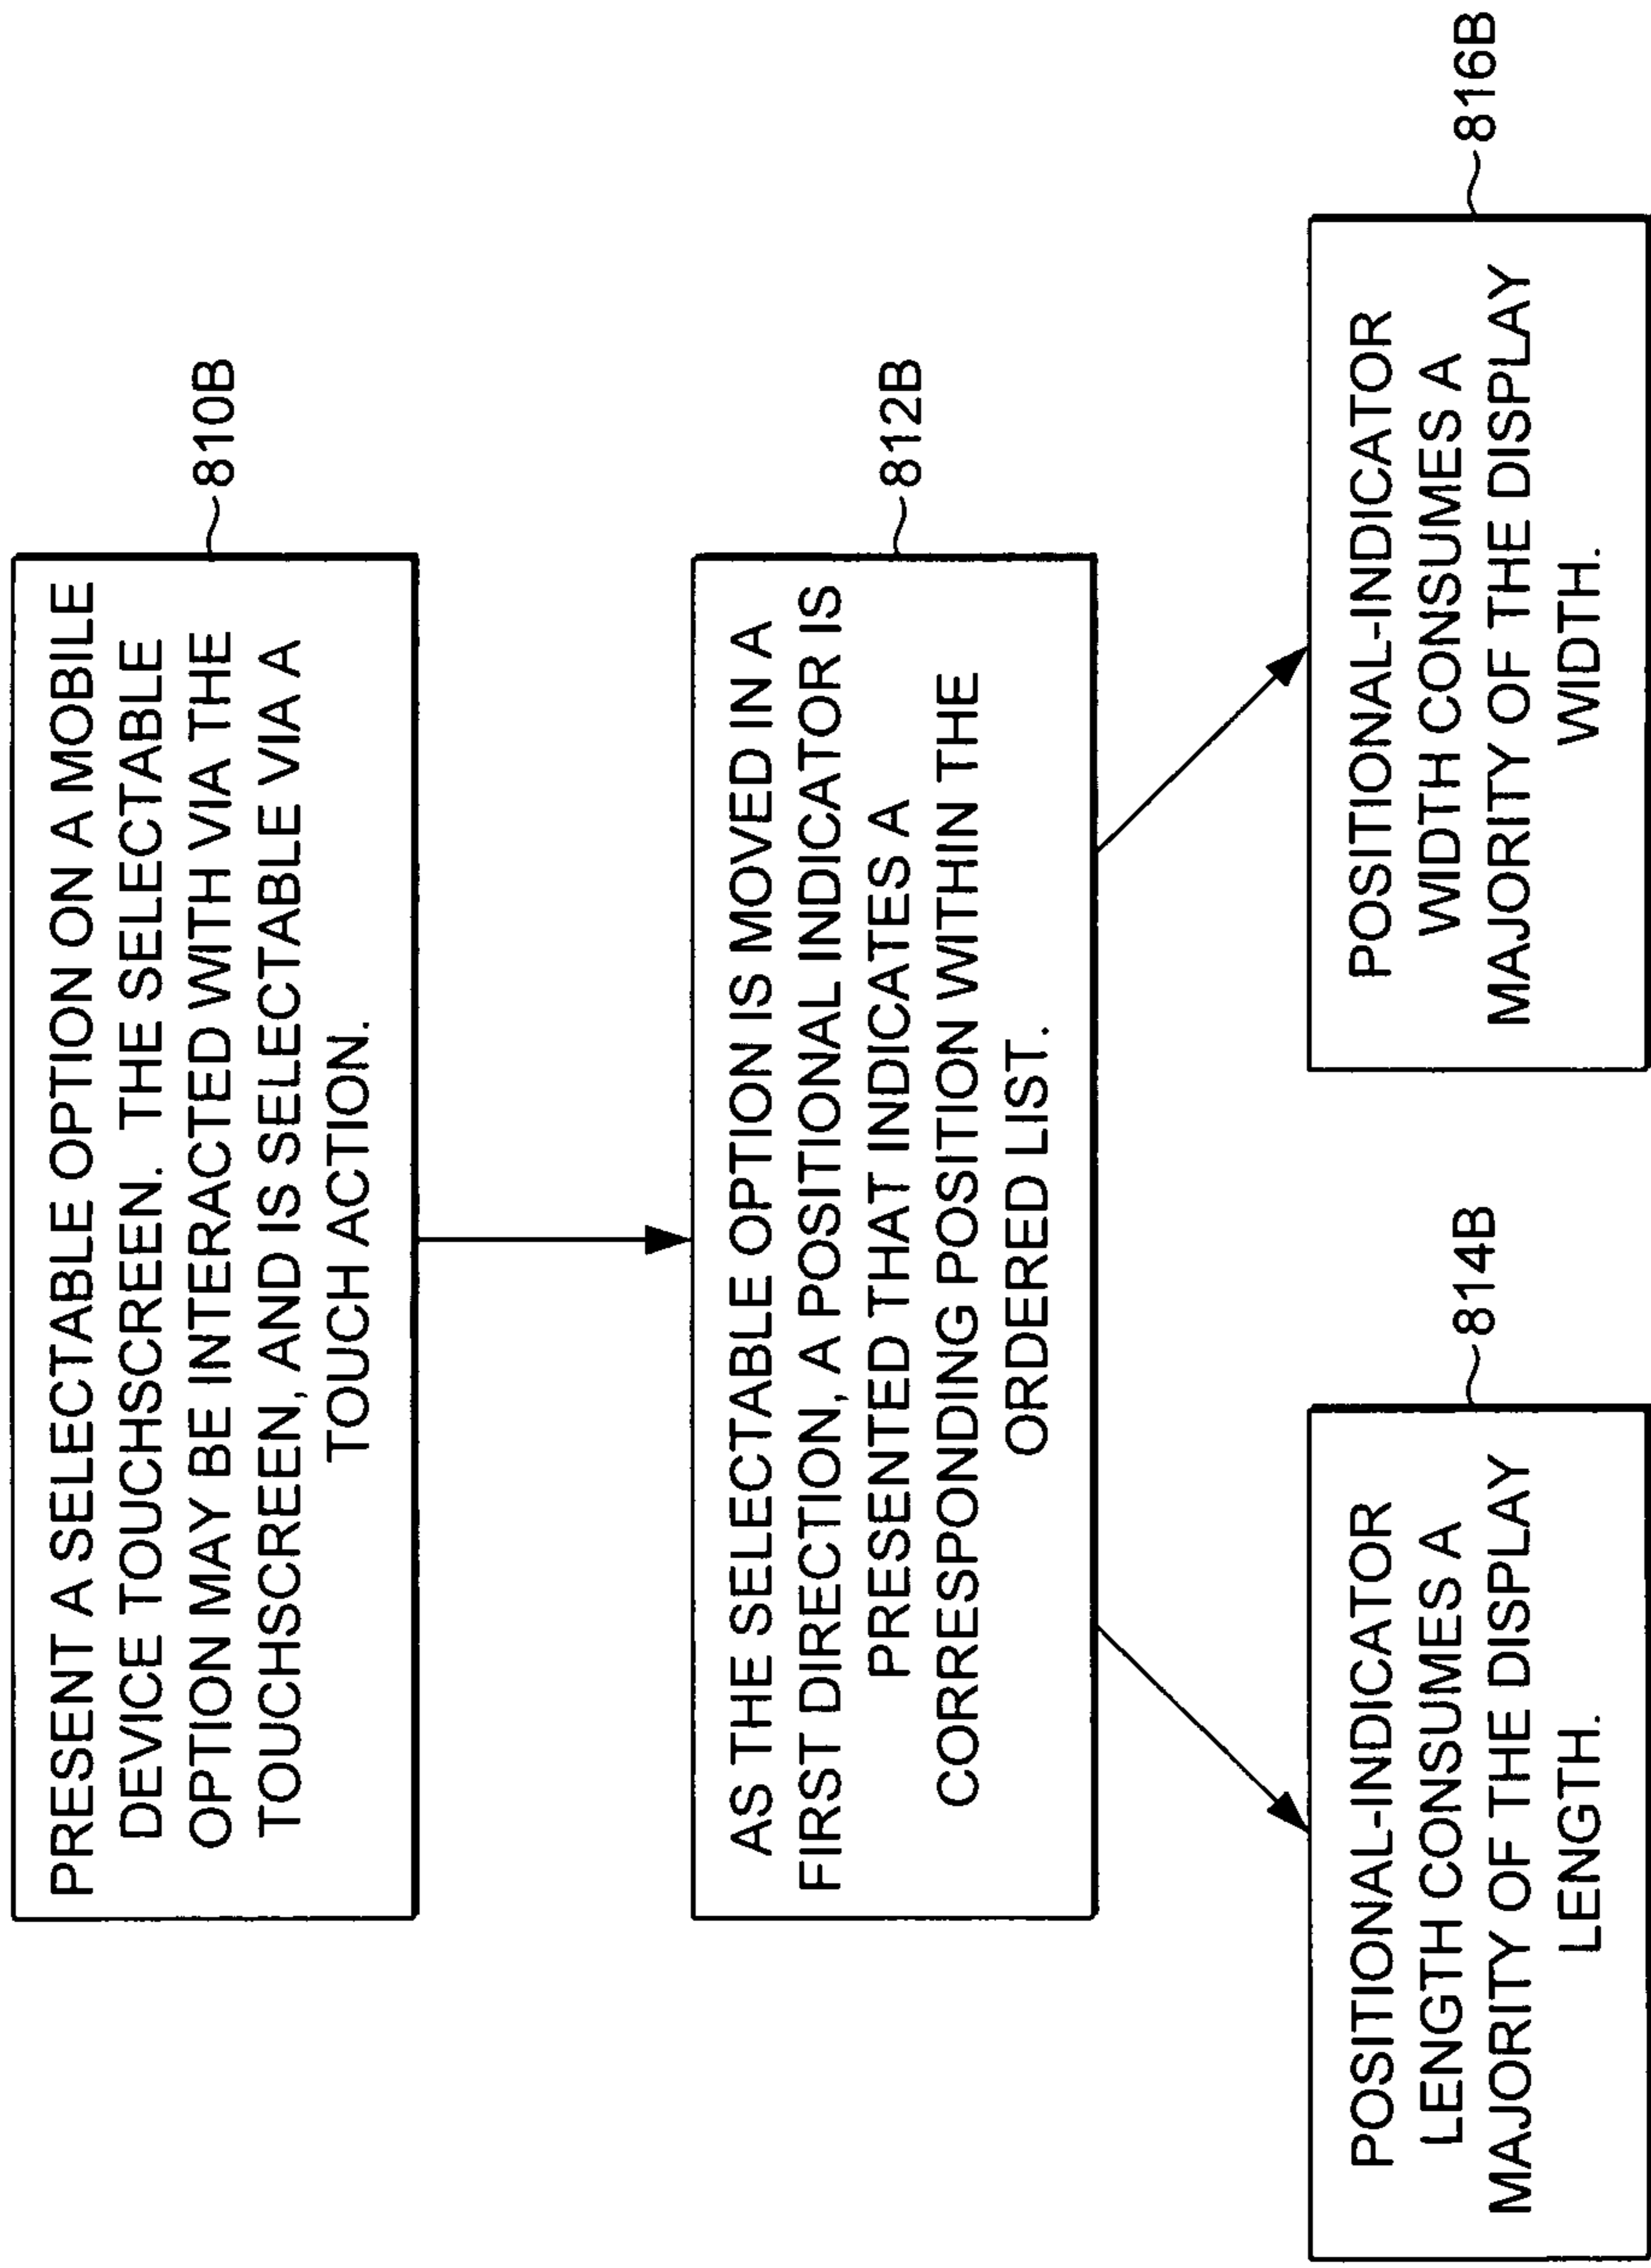 PRESENT A SELECTABLE OPTION ON A MOBILE
DEVICE TOUCHSCREEN. THE SELECTABLE
OPTION MAY BE INTERACTED WITH VIA THE
TOUCHSCREEN, AND IS SELECTABLE VIA A
TOUCH ACTION.
810B
AS THE SELECTABLE OPTION IS MOVED IN A
FIRST DIRECTION, A POSITIONAL INDICATOR IS
PRESENTED THAT INDICATES A
CORRESPONDING POSITION WITHIN THE
ORDERED LIST.
812B
POSITIONAL-INDICATOR
LENGTH CONSUMES A
MAJORITY OF THE DISPLAY
LENGTH.
814B
POSITIONAL-INDICATOR
WIDTH CONSUMES A
MAJORITY OF THE DISPLAY
WIDTH.
816B